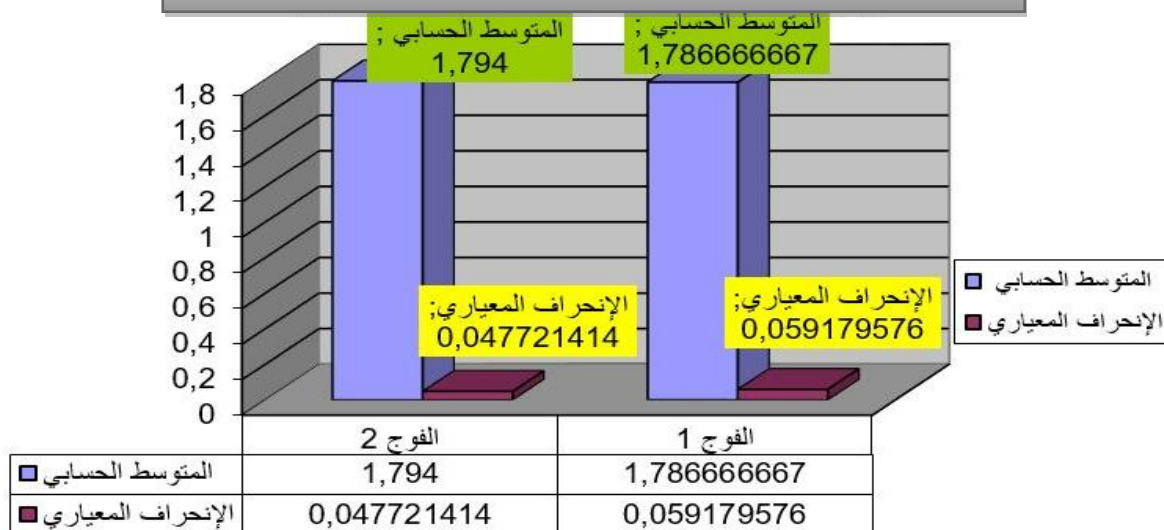 المتوسط الحسابي ;
1,794
المتوسط الحسابي ;
1,786666667
1,8
1,6
1,4
1,2
1
0,8
0,6
0,4
0,2
0
الإنحراف المعياري;
0,047721414
الإنحراف المعياري;
0,059179576
المتوسط الحسابي
الإنحراف المعياري
الفوج 2
الفوج 1
المتوسط الحسابي 1,794 1,786666667
الإنحراف المعياري 0,047721414 0,059179576